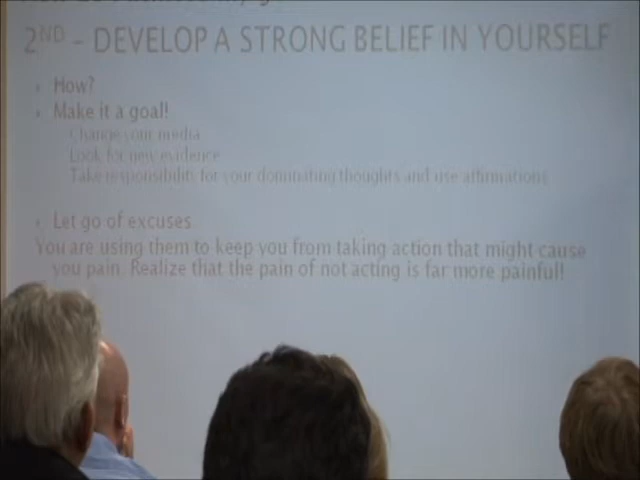 2ND – DEVELOP A STRONG BELIEF IN YOURSELF
How?
Make it a goal!
Change your media
Look for new evidence
Take responsibility for your dominating thoughts and use affirmations
Let go of excuses
You are using them to keep you from taking action that might cause
you pain. Realize that the pain of not acting is far more painful!